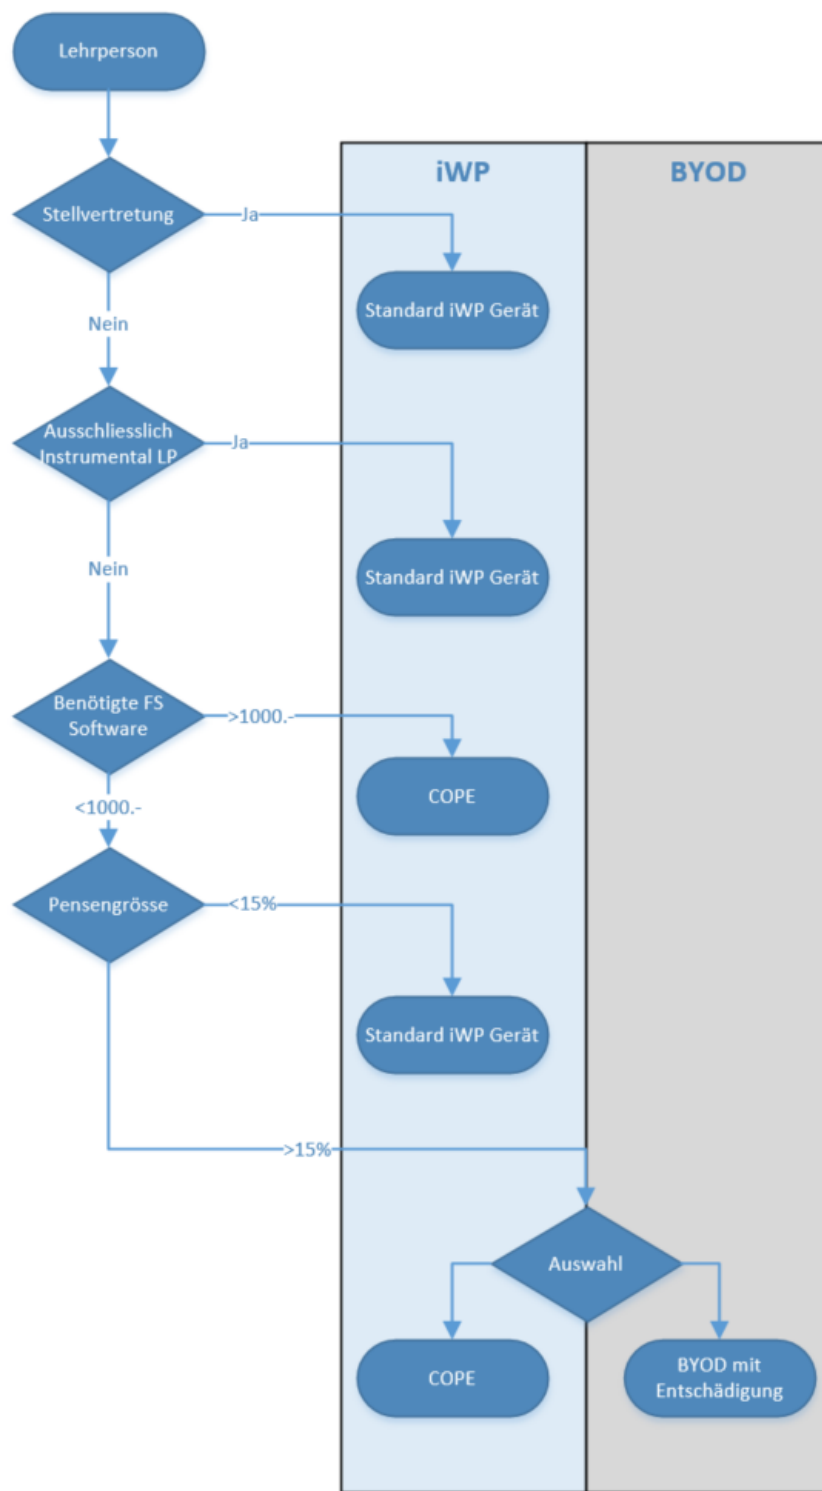 Lehrperson
iWP
BYOD
Stellvertretung
Ja
Standard iWP Gerät
Nein
Ausschliesslich
Instrumental LP
Ja
Standard iWP Gerät
Nein
Benötigte FS
Software
>1000.-
COPE
<1000.-
Pensengrösse
<15%
Standard iWP Gerät
>15%
Auswahl
COPE
BYOD mit
Entschädigung